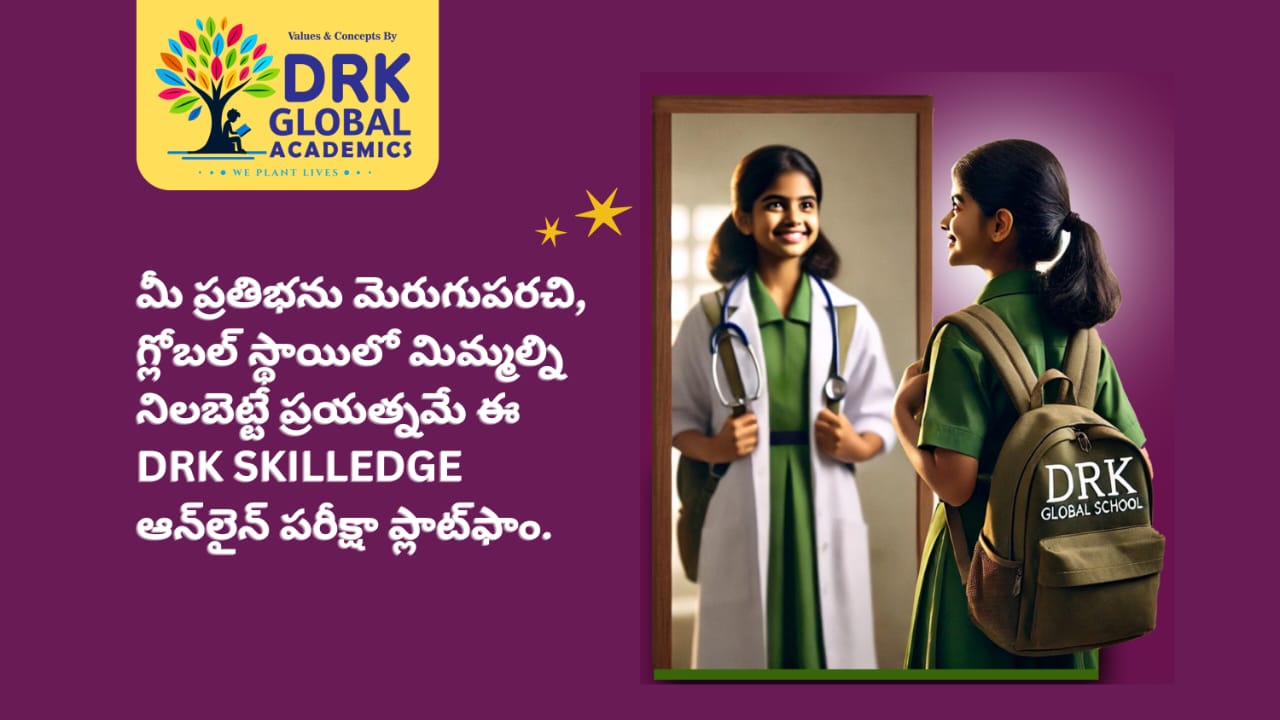 Values & Concepts By
DRK
GLOBAL
ACADEMICS
WE PLANT LIVES
మీ ప్రతిభను మెరుగుపరచి,
గ్లోబల్ స్థాయిలో మిమ్మల్ని
నిలబెట్టే ప్రయత్నమే ఈ
DRK SKILLEDGE
ఆన్‌లైన్ పరీక్షా ప్లాట్‌ఫాం.
DRK
GLOBAL SCHOOL